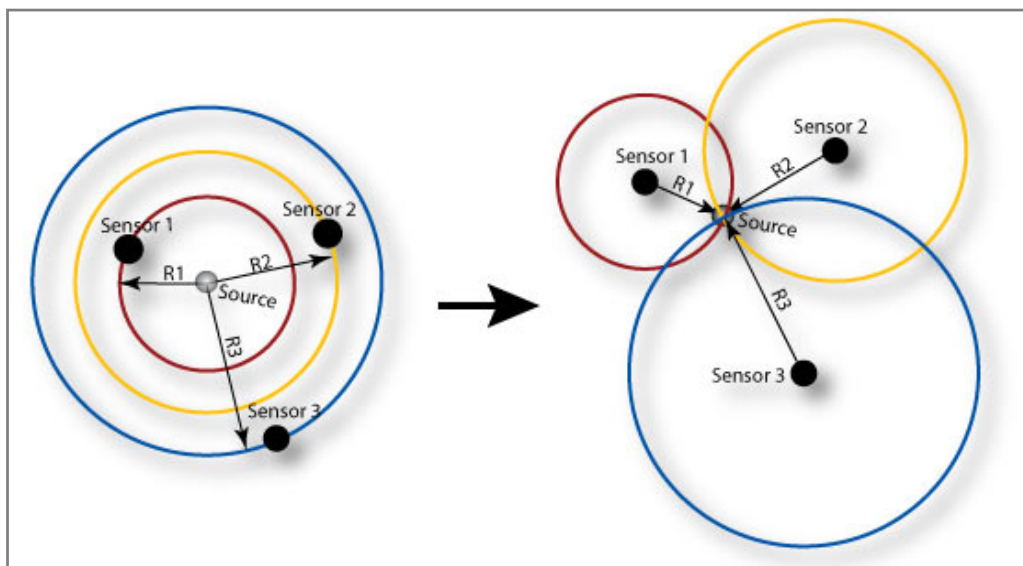 Sensor 1
Sensor 2
R1
R2
Source
R3
Sensor 3
Sensor 1
Sensor 2
R1
R2
Source
R3
Sensor 3